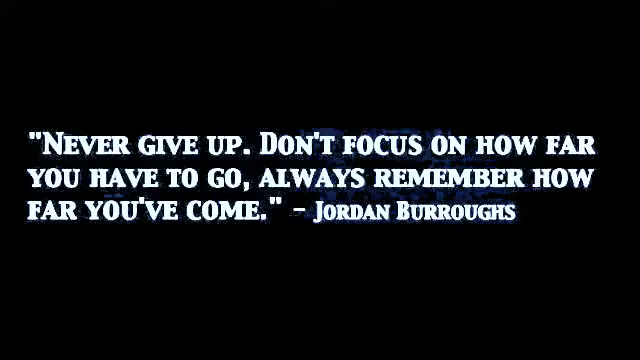 "Never give up. Don't focus on how far
you have to go, always remember how
far you've come." - Jordan Burroughs